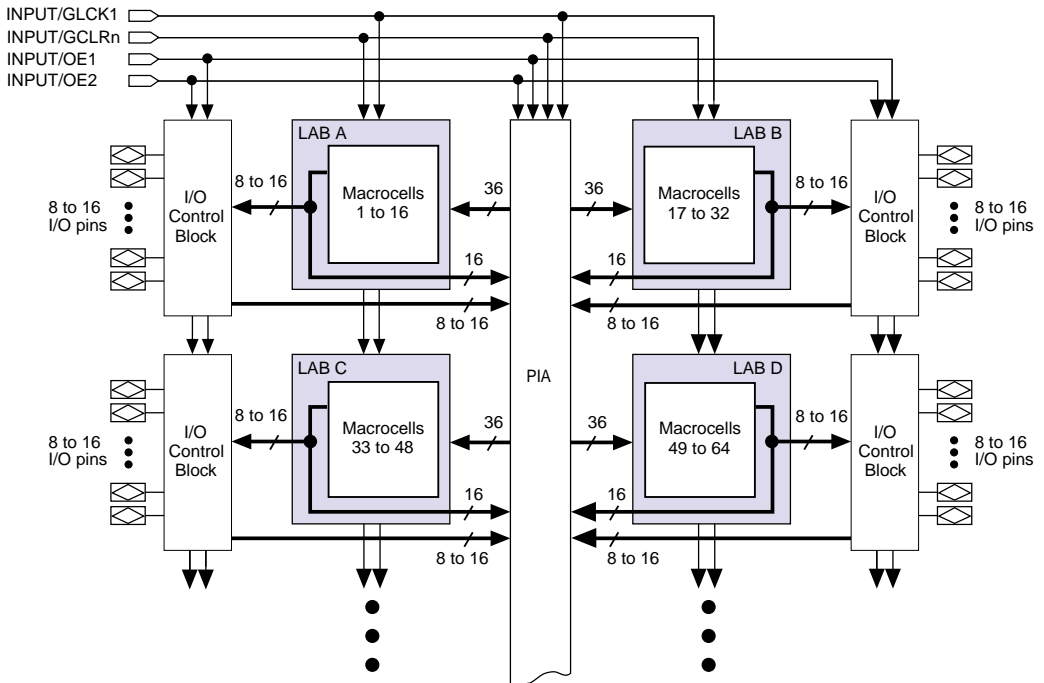 INPUT/GLCK1
INPUT/GCLRn
INPUT/OE1
INPUT/OE2
LAB A
LAB B
8 to 16
I/O pins
I/O
Control
Block
8 to 16
Macrocells
1 to 16
36
16
8 to 16
36
16
8 to 16
Macrocells
17 to 32
8 to 16
I/O
Control
Block
8 to 16
I/O pins
PIA
LAB C
LAB D
8 to 16
I/O pins
I/O
Control
Block
8 to 16
Macrocells
33 to 48
36
16
8 to 16
36
16
8 to 16
Macrocells
49 to 64
8 to 16
I/O
Control
Block
8 to 16
I/O pins